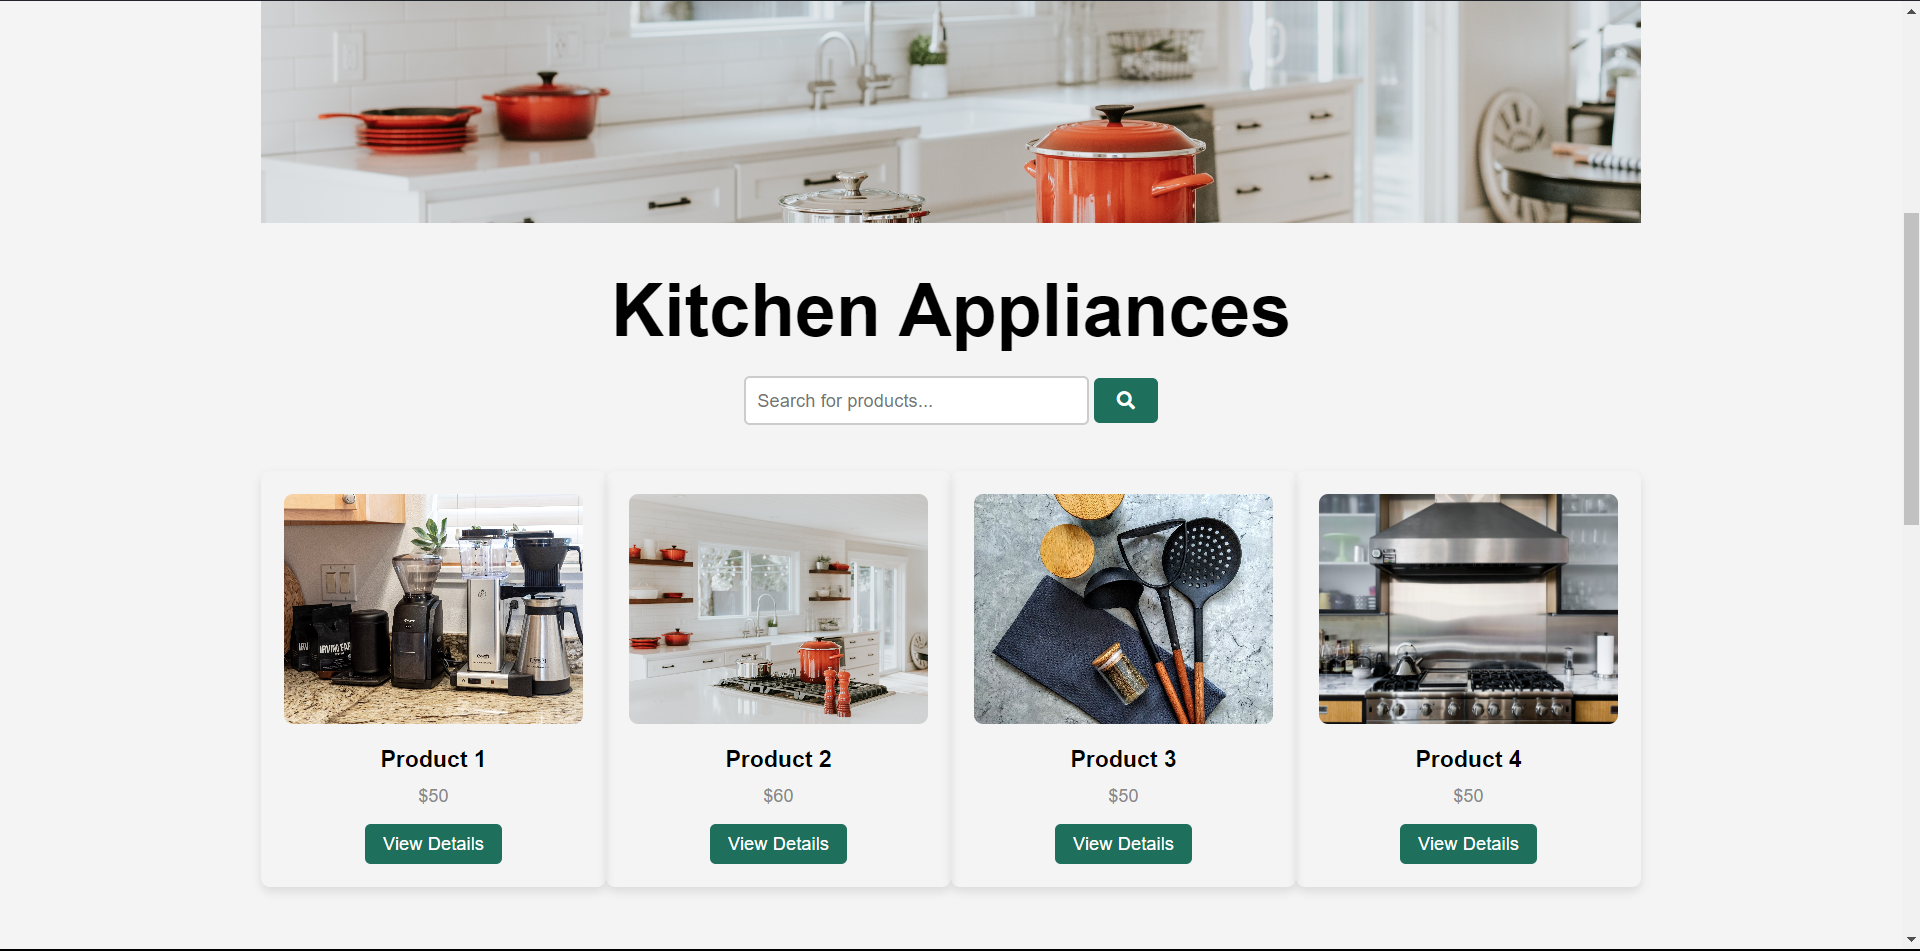 Kitchen Appliances
Search for products...
Product 1
$50
View Details
Product 2
$60
View Details
Product 3
$50
View Details
Product 4
$50
View Details